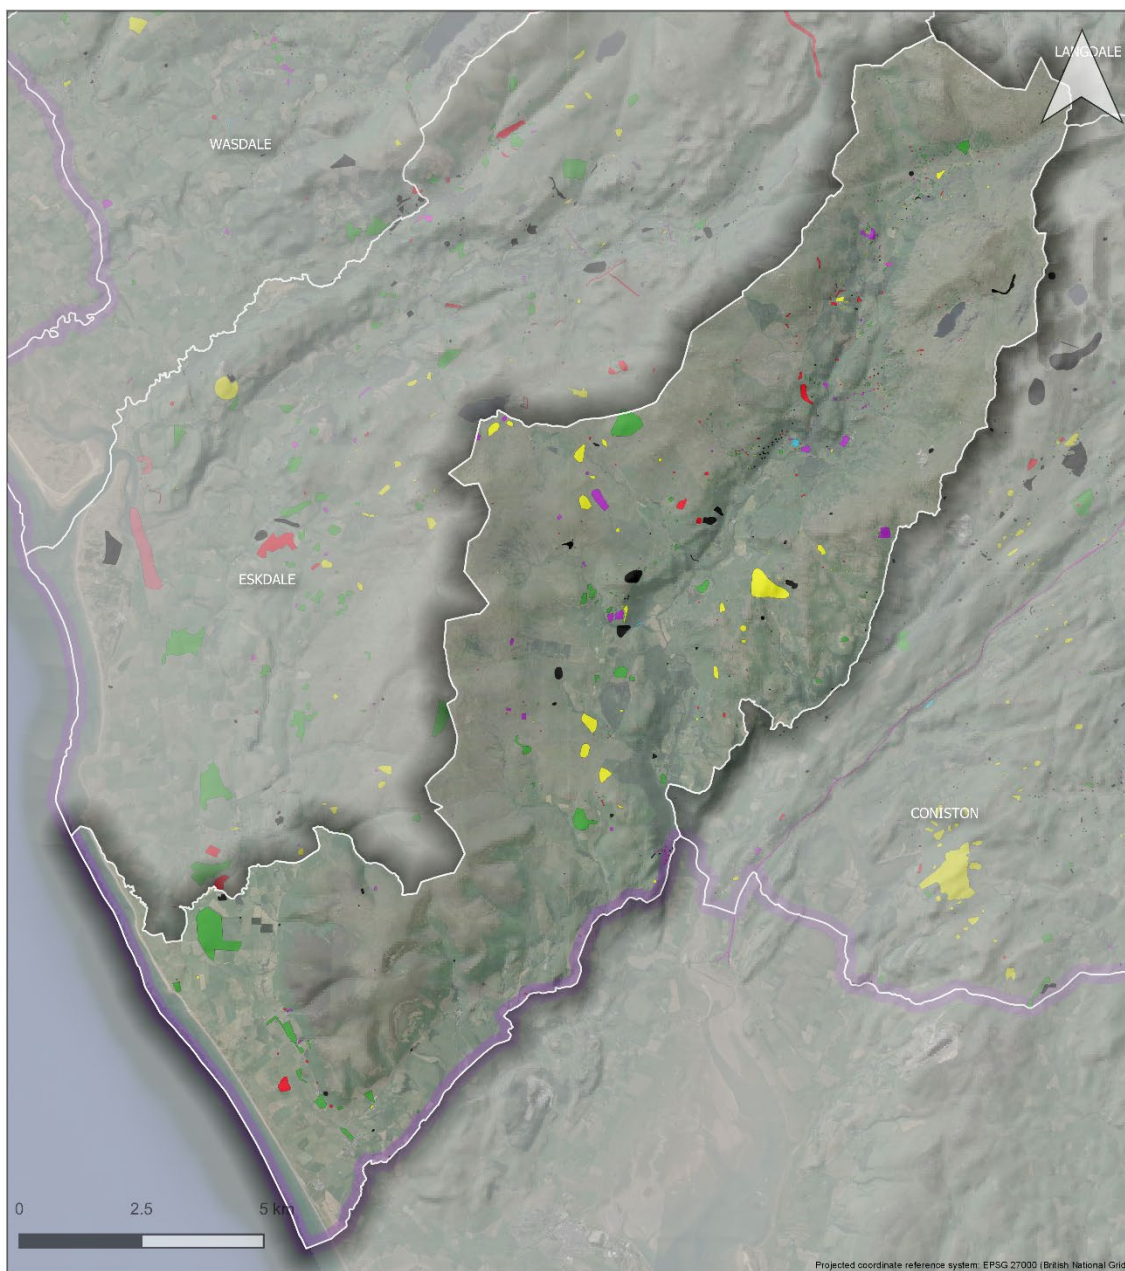 LANGDALE
WASDALE
ESKDALE
CONISTON
0 2.5 5 km
Projected coordinate reference system: EPSG 27000 (British National Grid